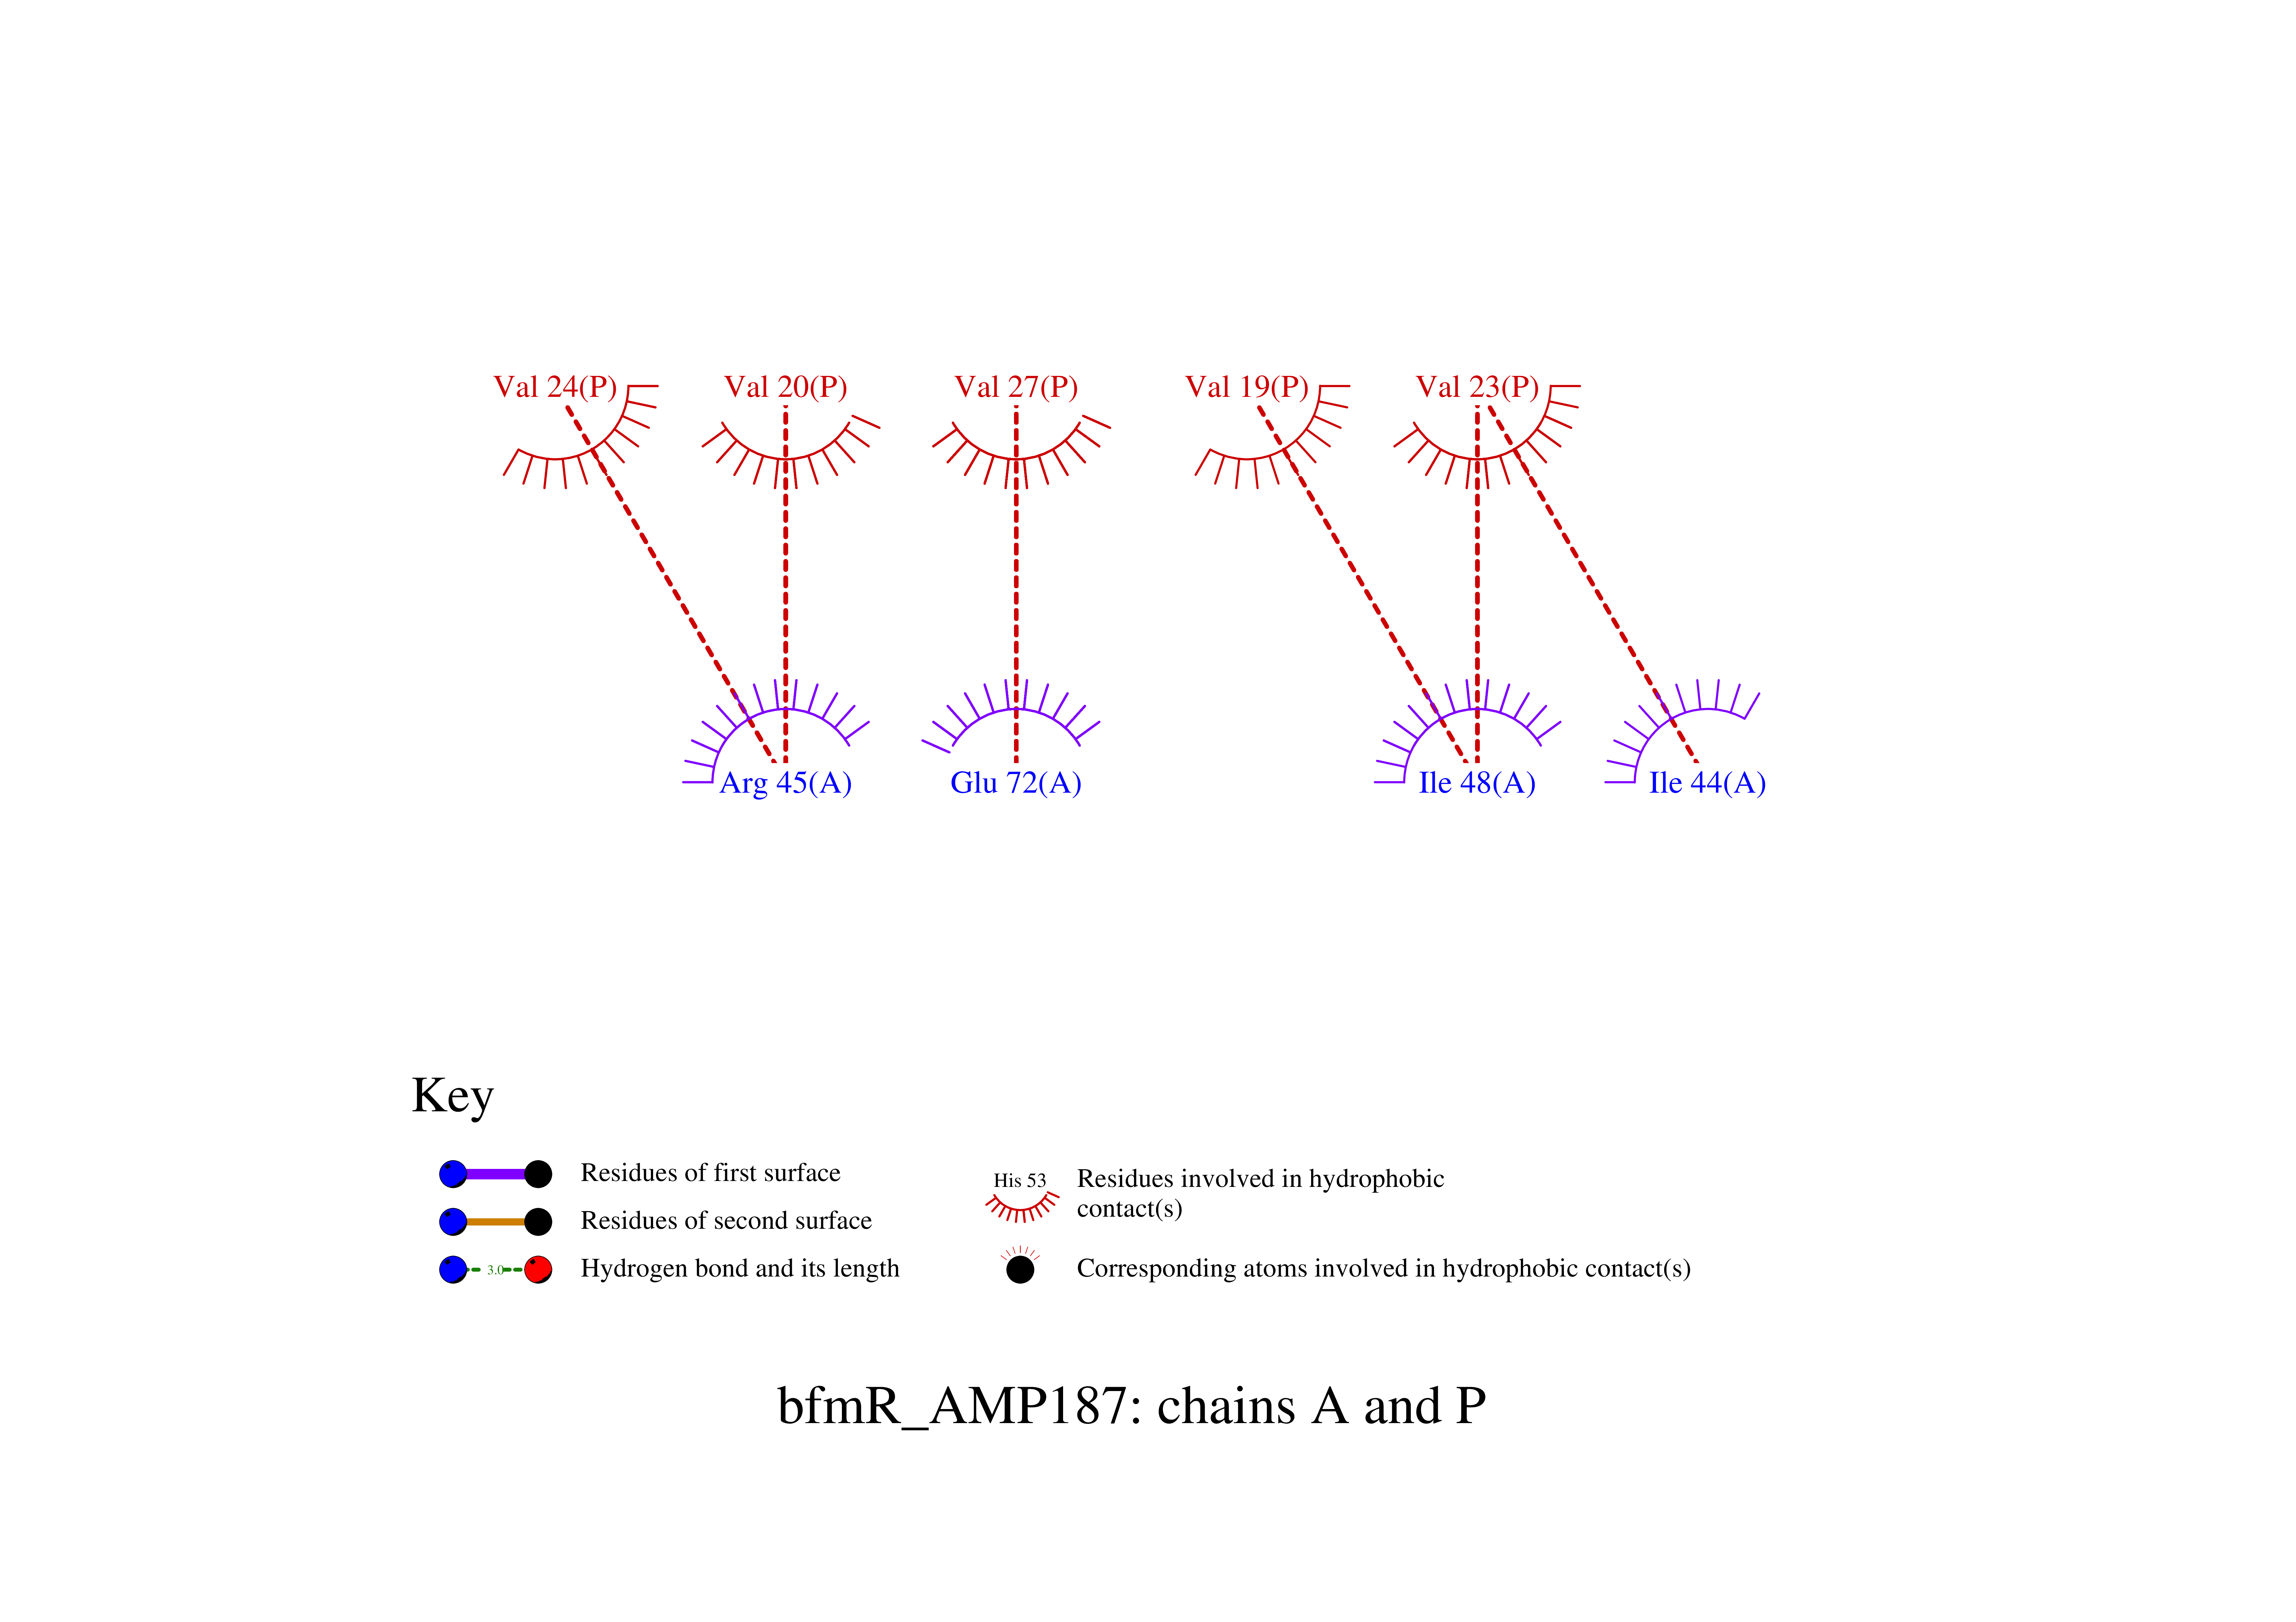 Val 24(P) Val 20(P) Val 27(P) Val 19(P) Val 23(P)
Arg 45(A) Glu 72(A) Ile 48(A) Ile 44(A)
Key
Residues of first surface
Residues of second surface
3.0 Hydrogen bond and its length
His 53 Residues involved in hydrophobic
contact(s)
Corresponding atoms involved in hydrophobic contact(s)
bfmR_AMP187: chains A and P